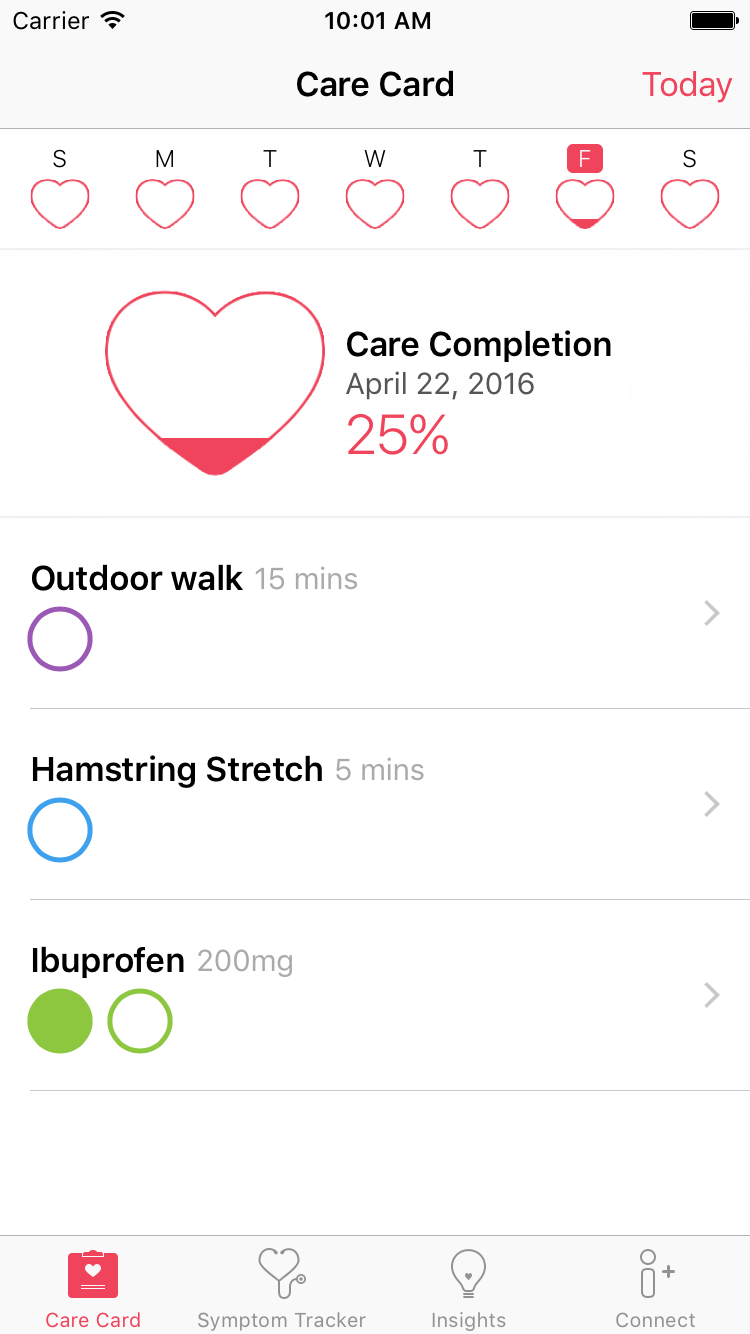 Carrier 10:01 AM
Care Card Today
S M T W T F S
Care Completion
April 22, 2016
25%
Outdoor walk 15 mins
Hamstring Stretch 5 mins
Ibuprofen 200mg
Care Card Symptom Tracker Insights Connect